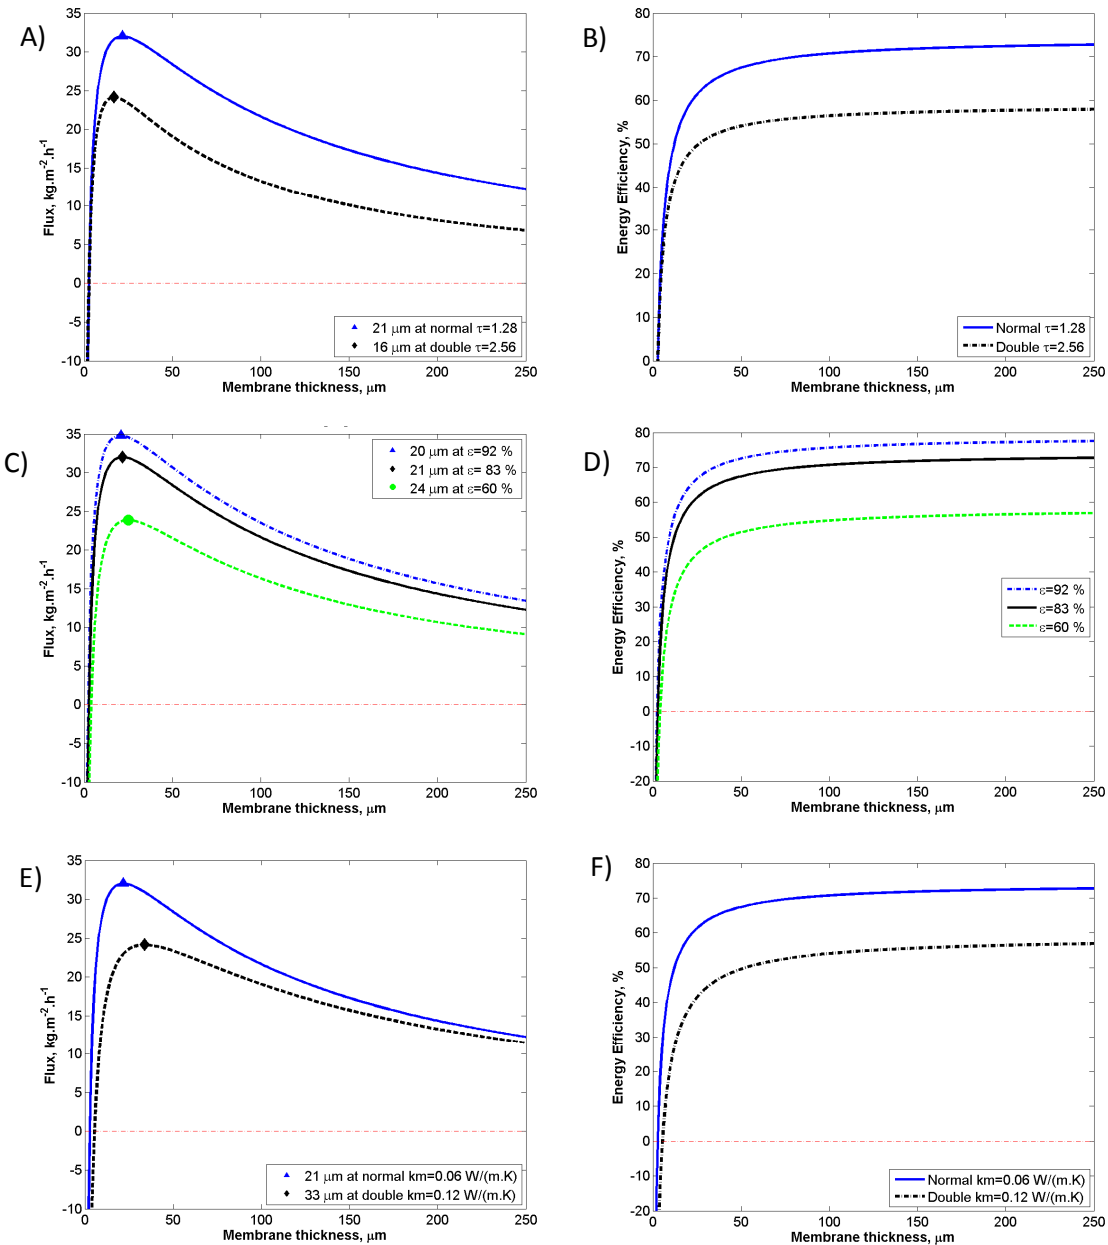 A)
35
30
25
20
15
10
5
0
-5
-10
Flux, kg.m-2.h-1
21 μm at normal τ=1.28
16 μm at double τ=2.56
0 50 100 150 200 250
Membrane thickness, μm
B)
80
70
60
50
40
30
20
10
0
Energy Efficiency, %
Normal τ=1.28
Double τ=2.56
0 50 100 150 200 250
Membrane thickness, μm
C)
35
30
25
20
15
10
5
0
-5
-10
Flux, kg.m-2.h-1
20 μm at ε=92 %
21 μm at ε= 83 %
24 μm at ε=60 %
0 50 100 150 200 250
Membrane thickness, μm
D)
80
70
60
50
40
30
20
10
0
-10
-20
Energy Efficiency, %
ε=92 %
ε=83 %
ε=60 %
0 50 100 150 200 250
Membrane thickness, μm
E)
35
30
25
20
15
10
5
0
-5
-10
Flux, kg.m-2.h-1
21 μm at normal km=0.06 W/(m.K)
33 μm at double km=0.12 W/(m.K)
0 50 100 150 200 250
Membrane thickness, μm
F)
80
70
60
50
40
30
20
10
0
-10
-20
Energy Efficiency, %
Normal km=0.06 W/(m.K)
Double km=0.12 W/(m.K)
0 50 100 150 200 250
Membrane thickness, μm